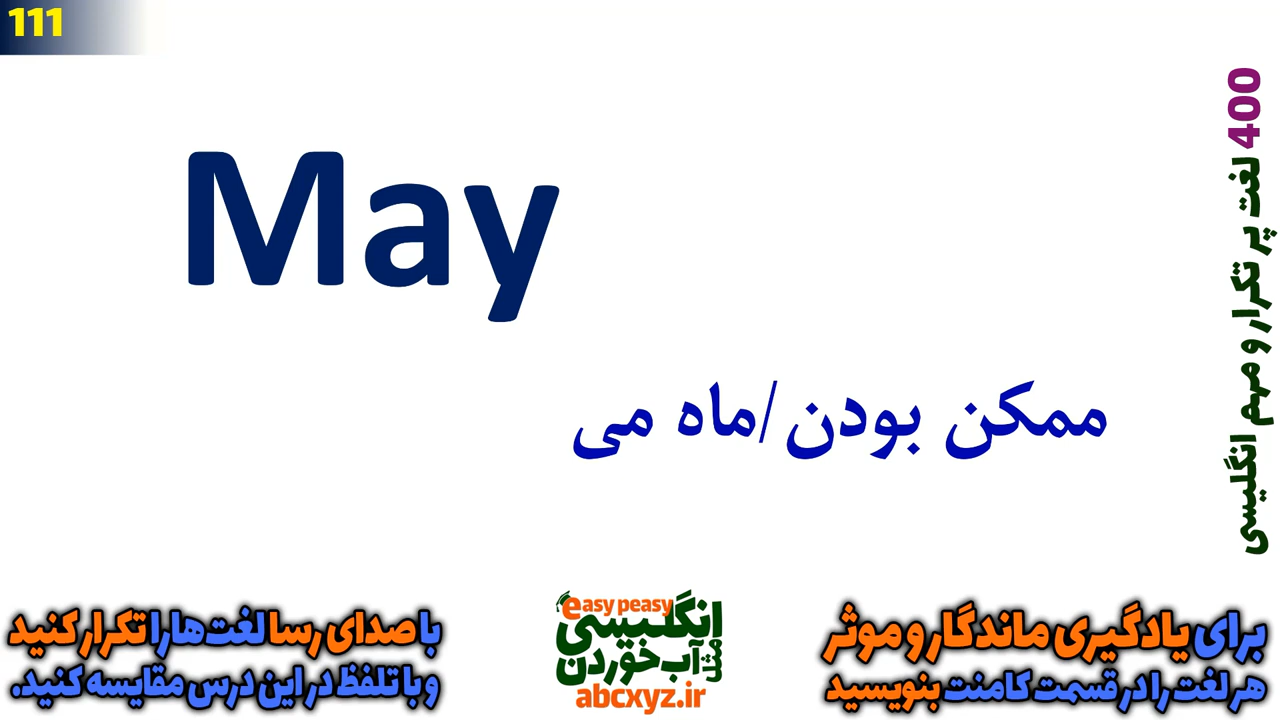 111
May
ممکن بودن/ماه می
400 لغت پر تکرار و مهم انگلیسی
برای یادگیری ماندگار و موثر
هر لغت را در قسمت کامنت بنویسید
easy peasy
انگلیسی
مثل آب خوردن
abcxyz.ir
با صدای رسا لغت‌ها را تکرار کنید
و با تلفظ در این درس مقایسه کنید.